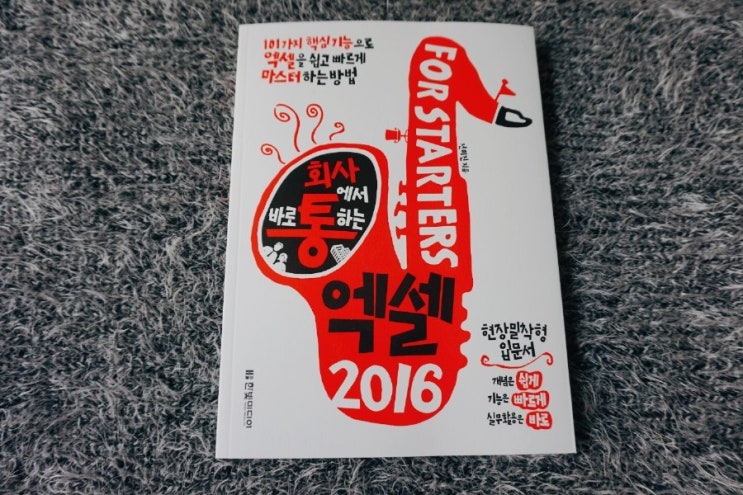 101가지 핵심기능으로
엑셀을 쉽고 빠르게
마스터하는 방법
FOR STARTERS
회사
에서
바로 통하는
엑셀
2016
현장밀착형
입문서
개념은 쉽게
기능은 빠르게
실무활용은 바로
한빛미디어